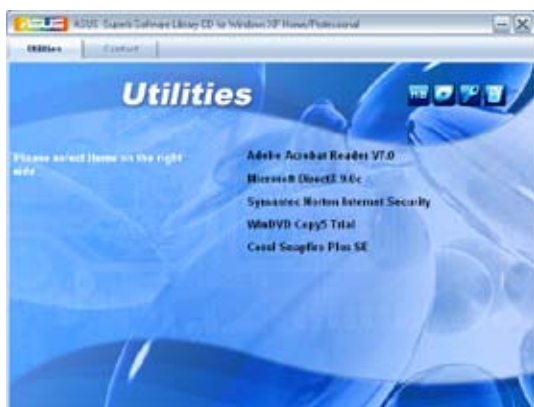 ASUS Superb Software Library CD for Windows XP Home/Professional
Utilities
Contact
Utilities
Please select items on the right
side
Adobe Acrobat Reader V7.0
Microsoft DirectX 9.0c
Symantec Norton Internet Security
WinDVD Copy5 Trial
Corel Snapfire Plus SE